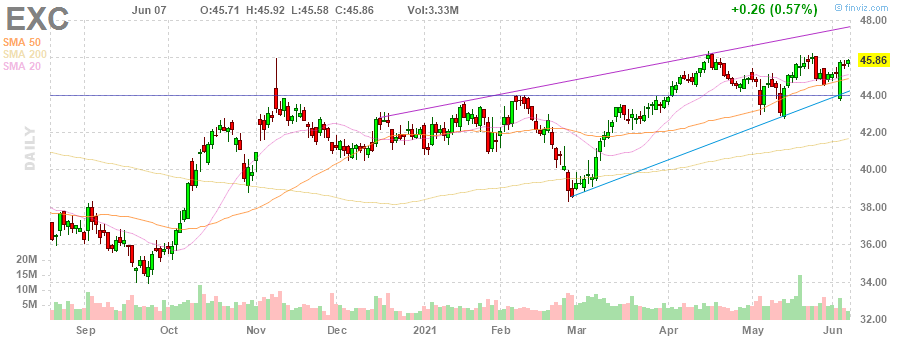 © finviz.com
EXC Jun 07 O:45.71 H:45.92 L:45.58 C:45.86 Vol:3.33M +0.26 (0.57%)
SMA 50
SMA 200
SMA 20
DAILY
48.00
45.86
44.00
42.00
40.00
38.00
36.00
34.00
32.00
20M
15M
10M
5M
Sep Oct Nov Dec 2021 Feb Mar Apr May Jun